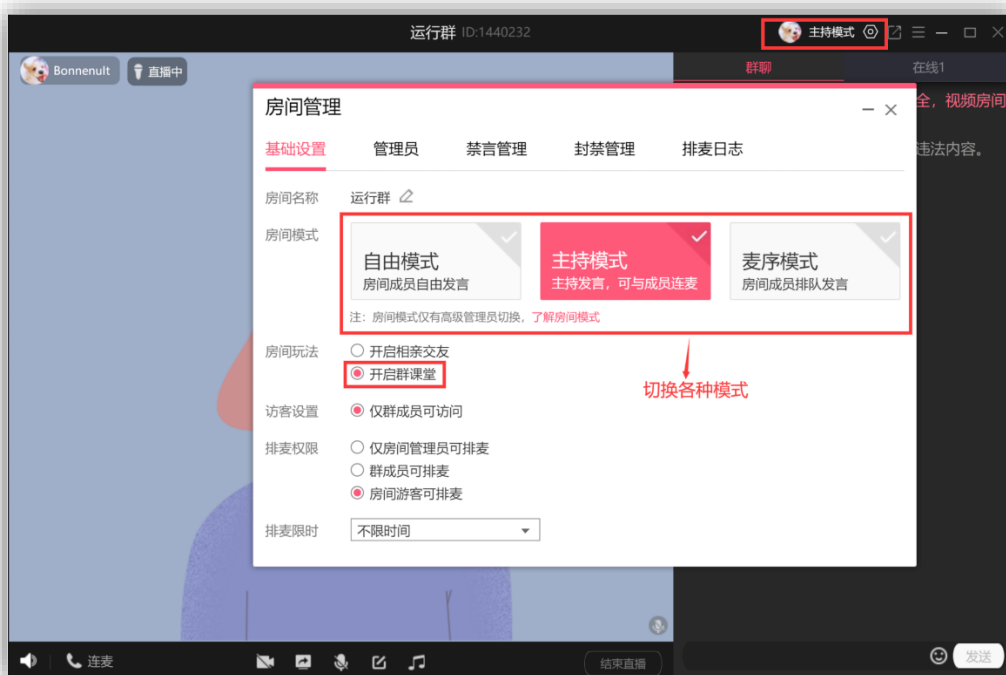 运行群 ID:1440232
主持模式
Bonnenult
直播中
群聊
在线1
全，视频房间
违法内容。
房间管理
基础设置 管理员 禁言管理 封禁管理 排麦日志
房间名称 运行群
房间模式
自由模式
房间成员自由发言
主持模式
主持发言，可与成员连麦
麦序模式
房间成员排队发言
注：房间模式仅有高级管理员切换，了解房间模式
房间玩法
开启相亲交友
开启群课堂
切换各种模式
访客设置 仅群成员可访问
排麦权限 仅房间管理员可排麦
群成员可排麦
房间游客可排麦
排麦限时 不限时间
连麦
结束直播
发送